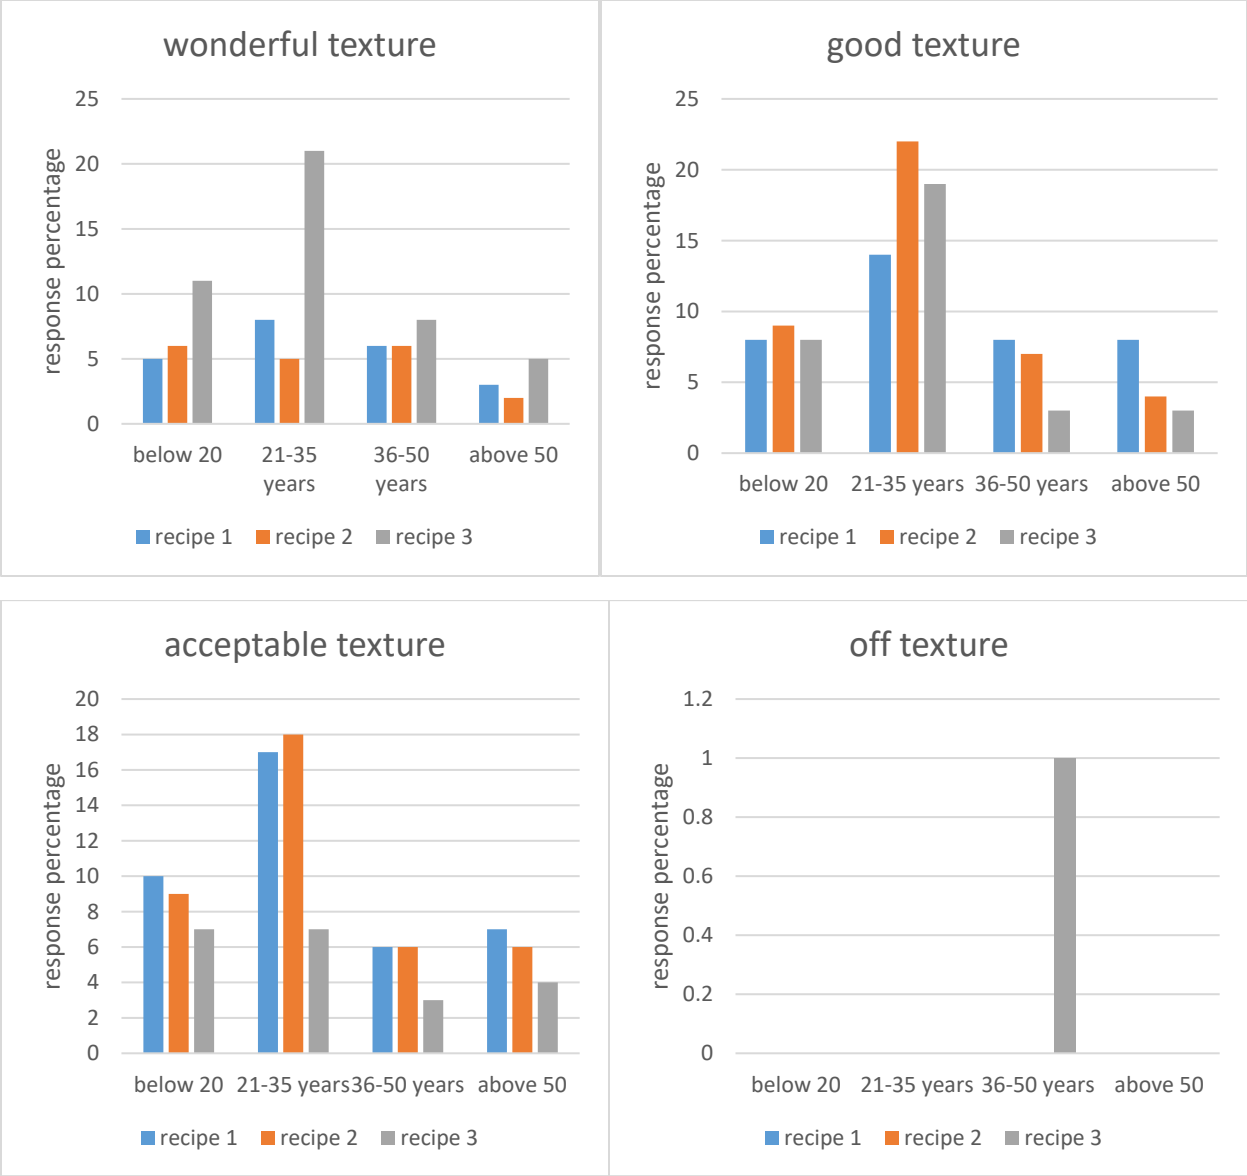 wonderful texture
response percentage
25
20
15
10
5
0
below 20
21-35 years
36-50 years
above 50
recipe 1 recipe 2 recipe 3
good texture
response percentage
25
20
15
10
5
0
below 20 21-35 years 36-50 years above 50
recipe 1 recipe 2 recipe 3
acceptable texture
response percentage
20
18
16
14
12
10
8
6
4
2
0
below 20 21-35 years 36-50 years above 50
recipe 1 recipe 2 recipe 3
off texture
response percentage
1.2
1
0.8
0.6
0.4
0.2
0
below 20 21-35 years 36-50 years above 50
recipe 1 recipe 2 recipe 3